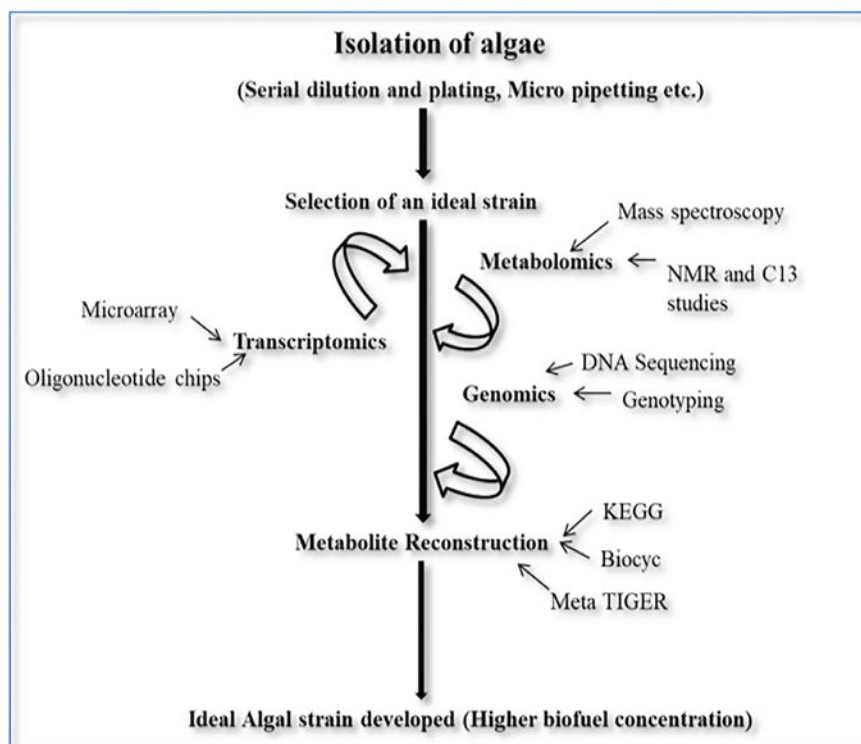 Isolation of algae
(Serial dilution and plating, Micro pipetting etc.)
Selection of an ideal strain
Mass spectroscopy
Metabolomics
NMR and C13
studies
Microarray
Transcriptomics
Oligonucleotide chips
DNA Sequencing
Genomics
Genotyping
KEGG
Metabolite Reconstruction
Biocyc
Meta TIGER
Ideal Algal strain developed (Higher biofuel concentration)